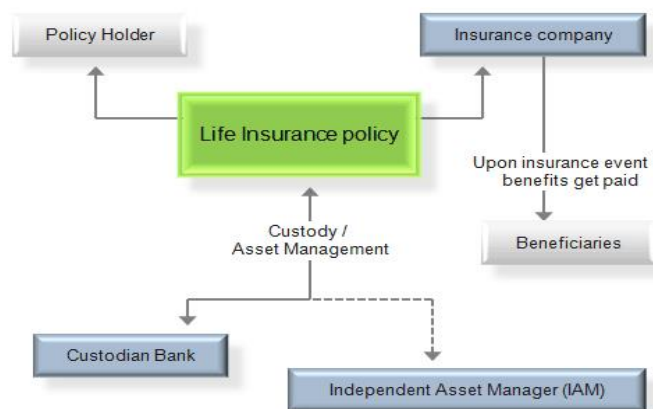 Policy Holder
Insurance company
Life Insurance policy
Upon insurance event
benefits get paid
Custody /
Asset Management
Beneficiaries
Custodian Bank
Independent Asset Manager (IAM)